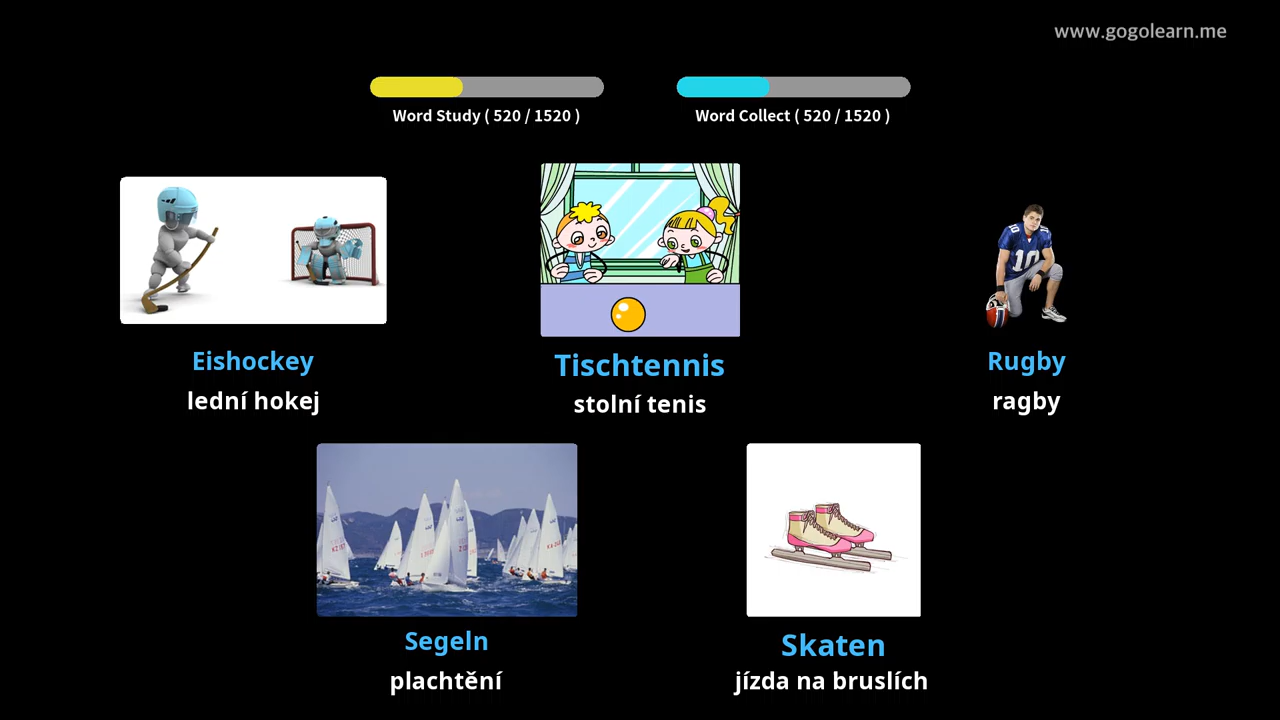 www.gogolearn.me
Word Study ( 520 / 1520 )
Word Collect ( 520 / 1520 )
Eishockey
lední hokej
Tischtennis
stolní tenis
Rugby
ragby
10
Segeln
plachtění
Skaten
jízda na bruslích